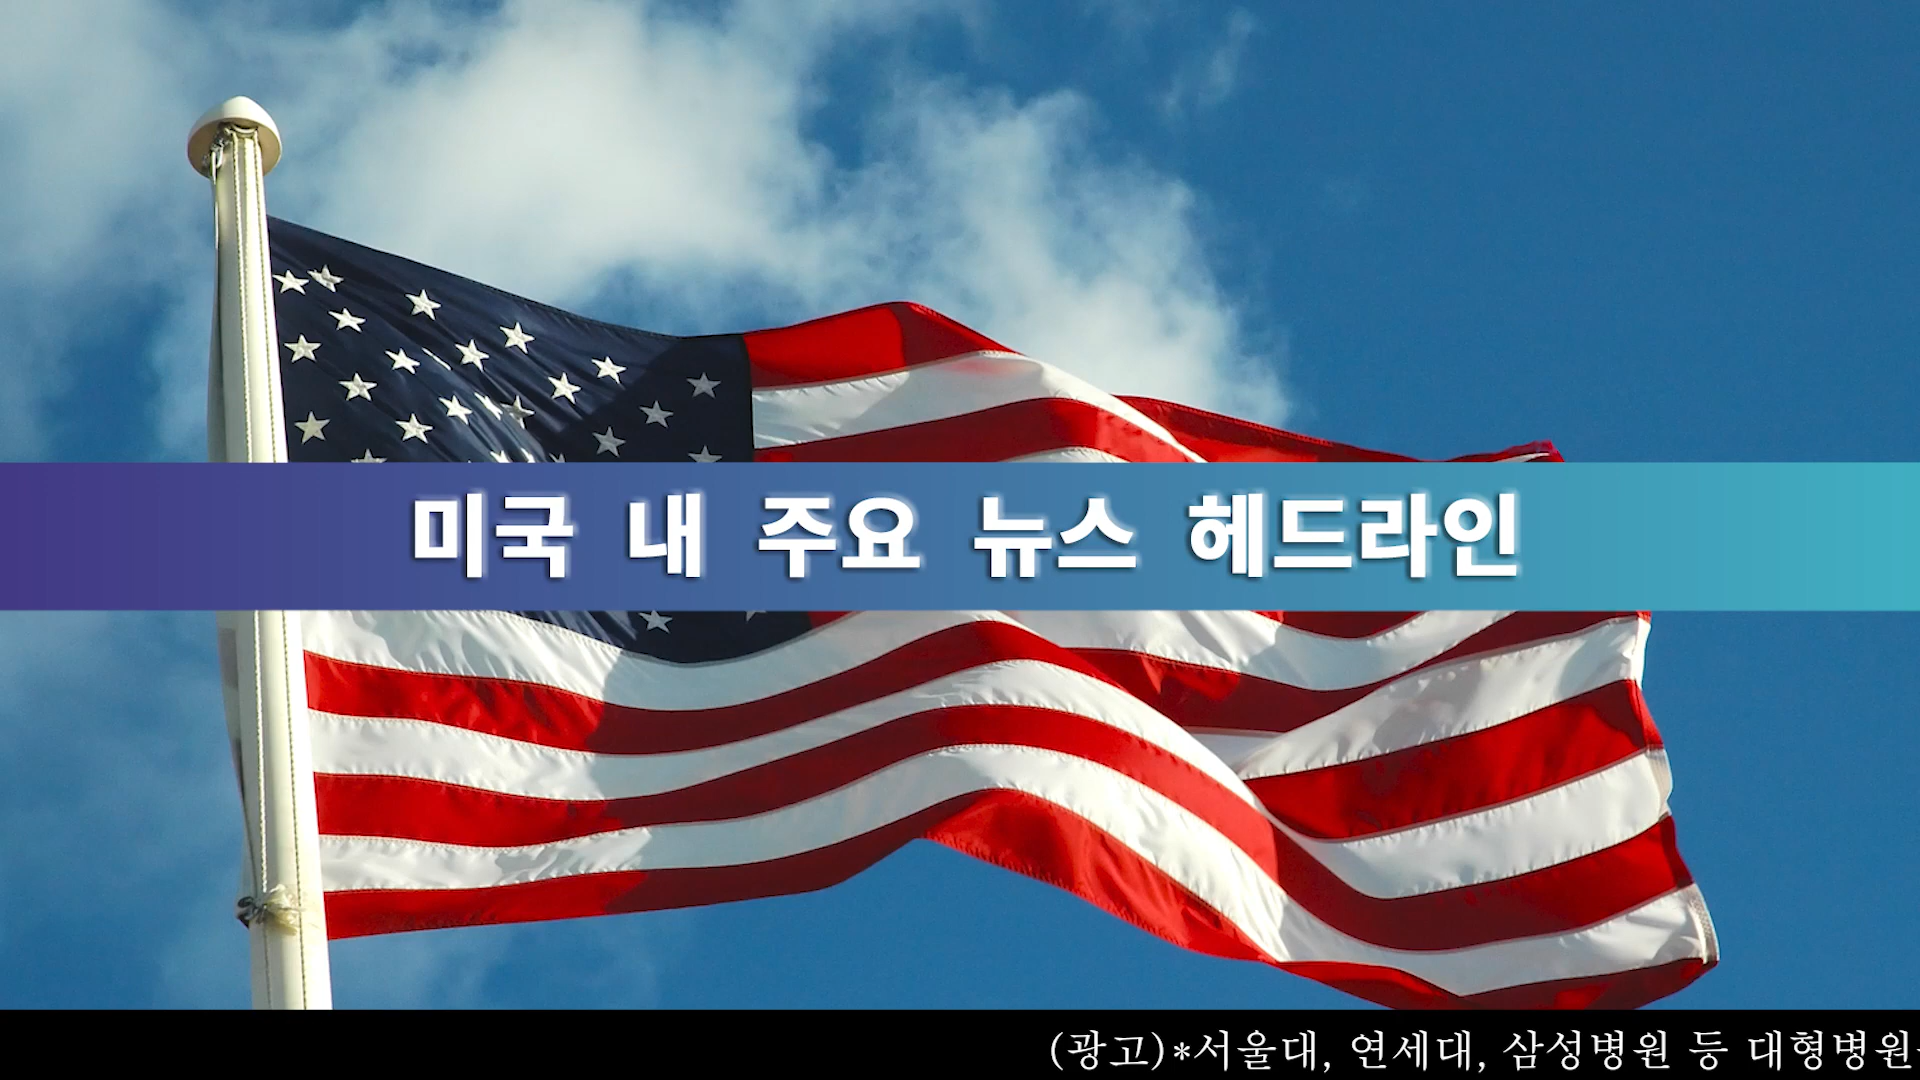 미국 내 주요 뉴스 헤드라인
(광고)*서울대, 연세대, 삼성병원 등 대형병원